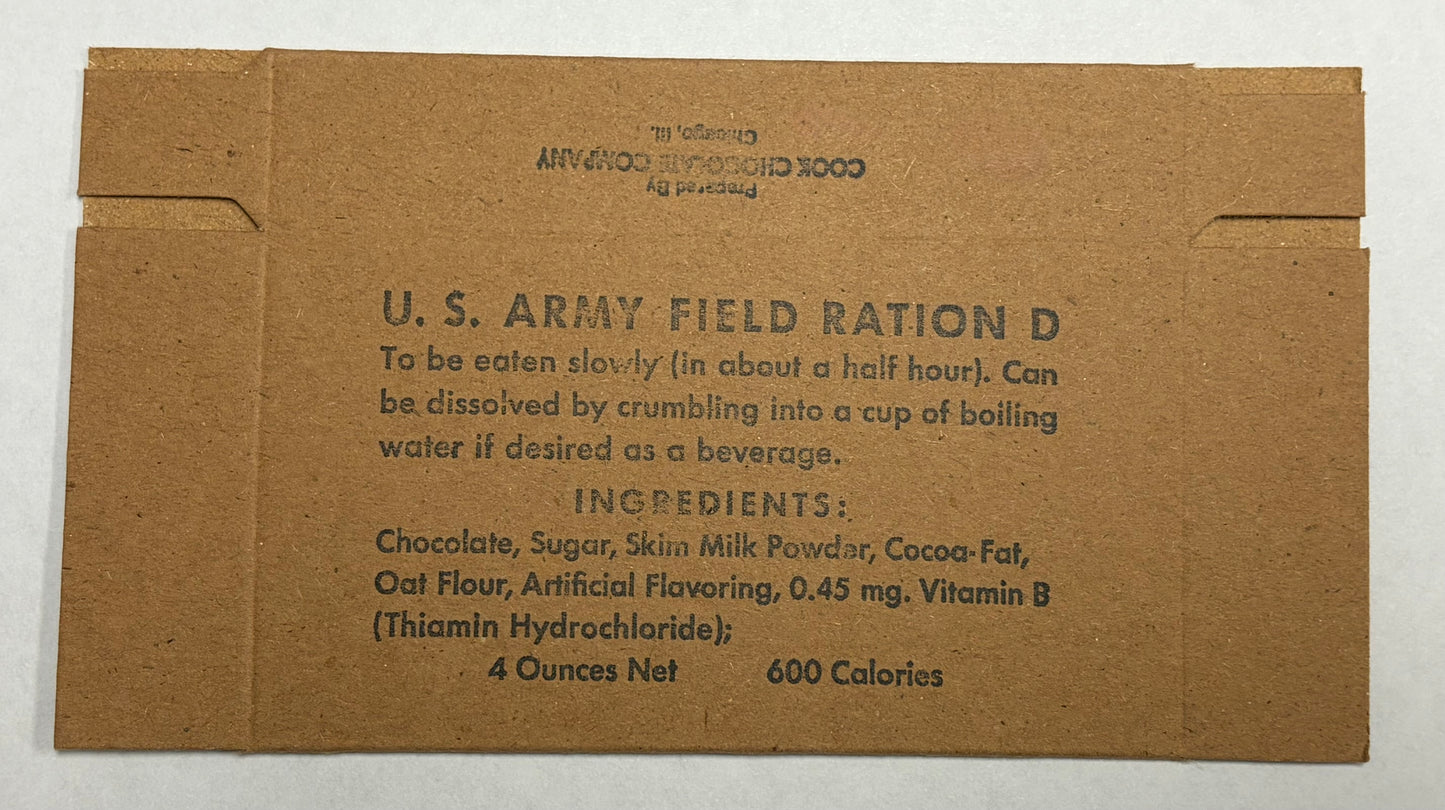 Prepared By
COOK CHOCOLATE COMPANY
Chicago, Ill.
U. S. ARMY FIELD RATION D
To be eaten slowly (in about a half hour). Can
be dissolved by crumbling into a cup of boiling
water if desired as a beverage.
INGREDIENTS:
Chocolate, Sugar, Skim Milk Powder, Cocoa-Fat,
Oat Flour, Artificial Flavoring, 0.45 mg. Vitamin B
(Thiamin Hydrochloride);
4 Ounces Net 600 Calories